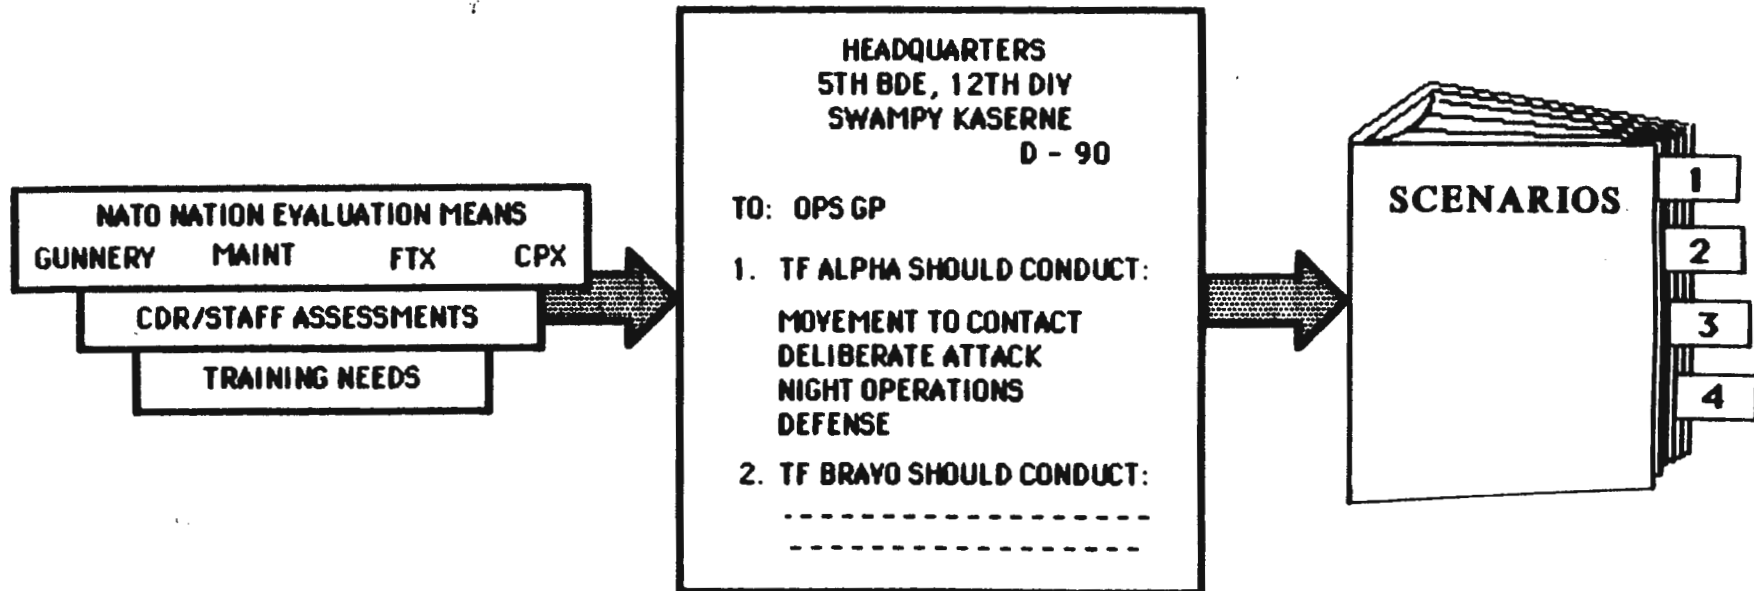 NATO NATION EVALUATION MEANS
GUNNERY MAINT FTX CPX
CDR/STAFF ASSESSMENTS
TRAINING NEEDS
HEADQUARTERS
5TH BDE, 12TH DIV
SWAMPY KASERNE
D - 90
TO: OPS GP
1. TF ALPHA SHOULD CONDUCT:
MOVEMENT TO CONTACT
DELIBERATE ATTACK
NIGHT OPERATIONS
DEFENSE
2. TF BRAVO SHOULD CONDUCT:
SCENARIOS
1
2
3
4